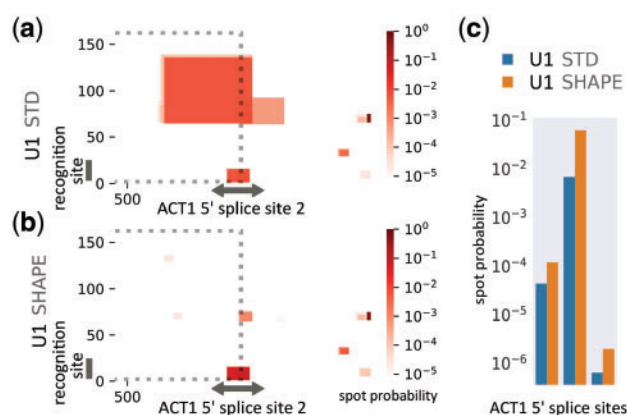 (a)
150
100
50
0
U1 STD
recognition
site
500
ACT1 5' splice site 2
10⁰
10⁻¹
10⁻²
10⁻³
10⁻⁴
10⁻⁵
(b)
150
100
50
0
U1 SHAPE
recognition
site
500
ACT1 5' splice site 2
10⁰
10⁻¹
10⁻²
10⁻³
10⁻⁴
10⁻⁵
spot probability
(c)
U1 STD
U1 SHAPE
10⁻¹
10⁻²
10⁻³
10⁻⁴
10⁻⁵
10⁻⁶
spot probability
ACT1 5' splice sites